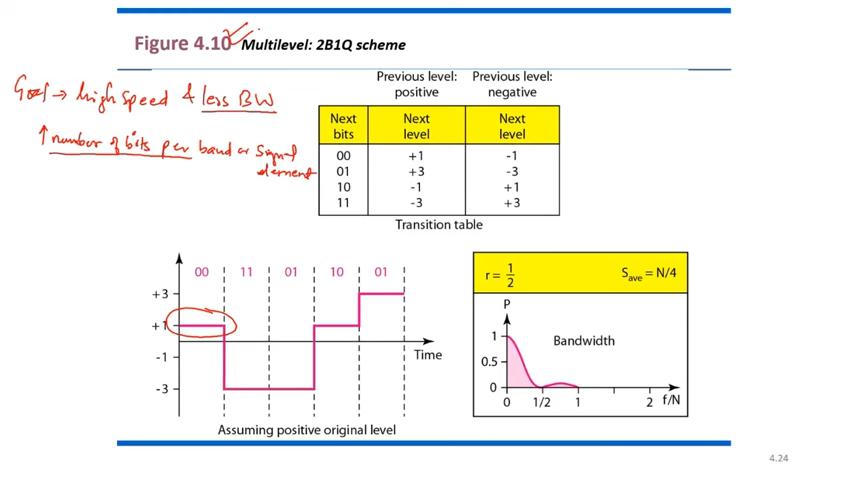 Figure 4.10 Multilevel: 2B1Q scheme
Goal → high speed & less BW
↑ number of bits per baud or signal
element
Previous level: positive
Previous level: negative
Next bits Next level Next level
00 +1 -1
01 +3 -3
10 -1 +1
11 -3 +3
Transition table
00 11 01 10 01
+3
+1
-1
-3
Time
Assuming positive original level
r = 1/2 Save = N/4
P
1
0.5
0
Bandwidth
0 1/2 1 2 f/N
4.24